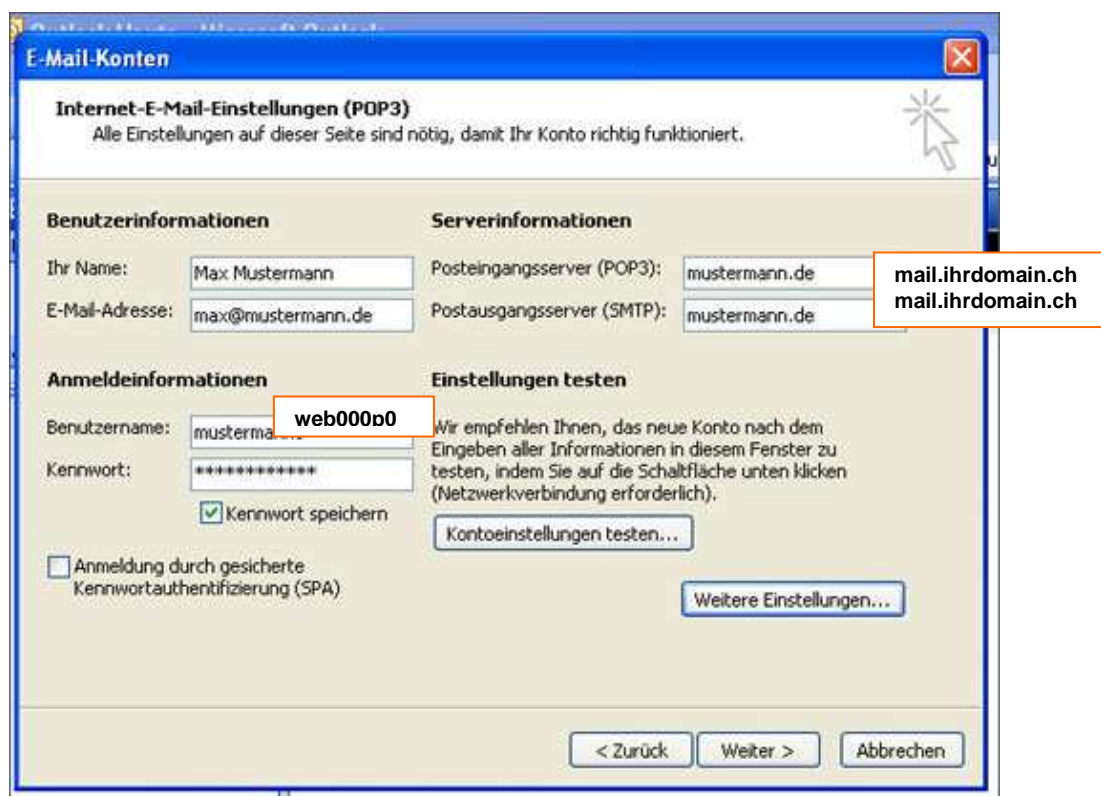 E-Mail-Konten
Internet-E-Mail-Einstellungen (POP3)
Alle Einstellungen auf dieser Seite sind nötig, damit Ihr Konto richtig funktioniert.
Benutzerinformationen
Ihr Name: Max Mustermann
E-Mail-Adresse: max@mustermann.de
Serverinformationen
Posteingangsserver (POP3): mustermann.de
Postausgangsserver (SMTP): mustermann.de
mail.ihrdomain.ch
mail.ihrdomain.ch
Anmeldeinformationen
Benutzername:
web000p0
Kennwort: ************
Kennwort speichern
Anmeldung durch gesicherte
Kennwortauthentifizierung (SPA)
Einstellungen testen
Wir empfehlen Ihnen, das neue Konto nach dem
Eingeben aller Informationen in diesem Fenster zu
testen, indem Sie auf die Schaltfläche unten klicken
(Netzwerkverbindung erforderlich).
Kontoeinstellungen testen...
Weitere Einstellungen...
< Zurück
Weiter >
Abbrechen